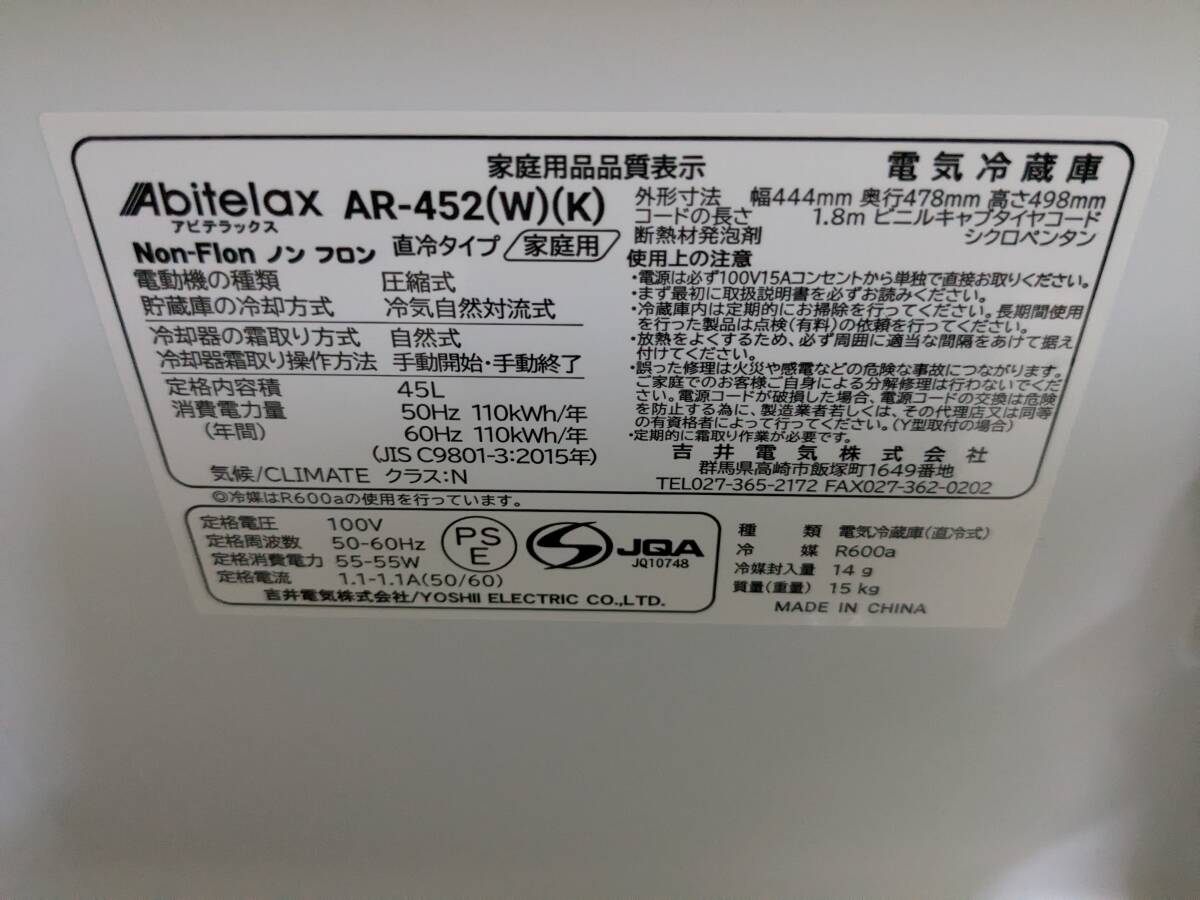 家庭用品品質表示
電気冷蔵庫
Abitelax AR-452(W)(K)
アビテラックス
Non-Flon ノン フロン 直冷タイプ 家庭用
電動機の種類 圧縮式
貯蔵庫の冷却方式 冷気自然対流式
冷却器の霜取り方式 自然式
冷却器霜取り操作方法 手動開始・手動終了
定格内容積 45L
消費電力量 50Hz 110kWh/年
(年間) 60Hz 110kWh/年
(JIS C9801-3:2015年)
気候/CLIMATE クラス:N
◎冷媒はR600aの使用を行っています。
外形寸法 幅444mm 奥行478mm 高さ498mm
コードの長さ 1.8m ビニルキャブタイヤコード
断熱材発泡剤 シクロペンタン
使用上の注意
・電源は必ず100V15Aコンセントから単独で直接お取りください。
・まず最初に取扱説明書を必ずお読みください。
・冷蔵庫内は定期的にお掃除を行ってください。長期間使用
を行った製品は点検(有料)の依頼を行ってください。
・放熱をよくするため、必ず周囲に適当な間隔をあけて据え
付けてください。
・誤った修理は火災や感電などの危険な事故につながります。
ご家庭でのお客様ご自身による分解修理は行わないでくだ
さい。電源コードが破損した場合、電源コードの交換は危険
を防止する為に、製造業者若しくは、その代理店又は同等
の有資格者によって行ってください。(Y型取付の場合)
・定期的に霜取り作業が必要です。
吉井電気株式会社
群馬県高崎市飯塚町1649番地
TEL027-365-2172 FAX027-362-0202
定格電圧 100V
定格周波数 50-60Hz
定格消費電力 55-55W
定格電流 1.1-1.1A(50/60)
PS
E
JQA
JQ10748
吉井電気株式会社/YOSHII ELECTRIC CO.,LTD.
種類 電気冷蔵庫(直冷式)
冷媒 R600a
冷媒封入量 14g
質量(重量) 15kg
MADE IN CHINA